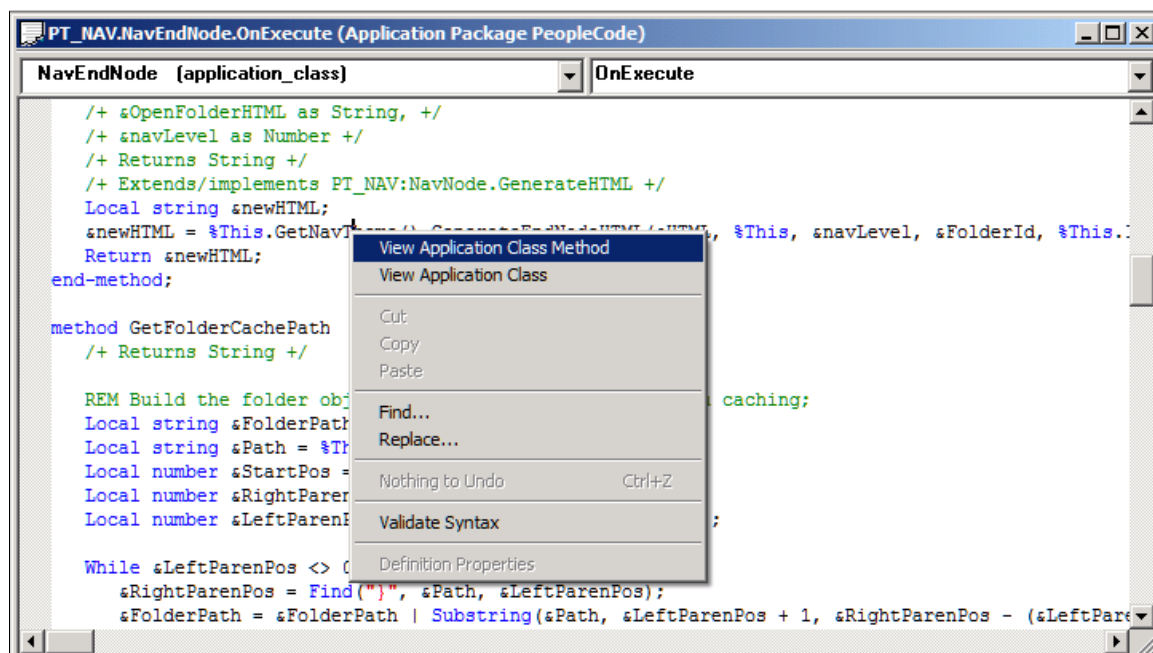 PT_NAV.NavEndNode.OnExecute (Application Package PeopleCode)
NavEndNode (application_class) OnExecute
/+ &OpenFolderHTML as String, +/
/+ &navLevel as Number +/
/+ Returns String +/
/+ Extends/implements PT_NAV:NavNode.GenerateHTML +/
Local string &newHTML;
&newHTML = %This.GetNavTheme().GenerateEndNodeHTML(&HTML, %This, &navLevel, &FolderId, %This.
Return &newHTML;
end-method;
method GetFolderCachePath
/+ Returns String +/
REM Build the folder obj caching;
Local string &FolderPath
Local string &Path = %Th
Local number &StartPos =
Local number &RightParen
Local number &LeftParenP ;
While &LeftParenPos <>
&RightParenPos = Find("}", &Path, &LeftParenPos);
&FolderPath = &FolderPath | Substring(&Path, &LeftParenPos + 1, &RightParenPos - (&LeftPare
View Application Class Method
View Application Class
Cut
Copy
Paste
Find...
Replace...
Nothing to Undo Ctrl+Z
Validate Syntax
Definition Properties